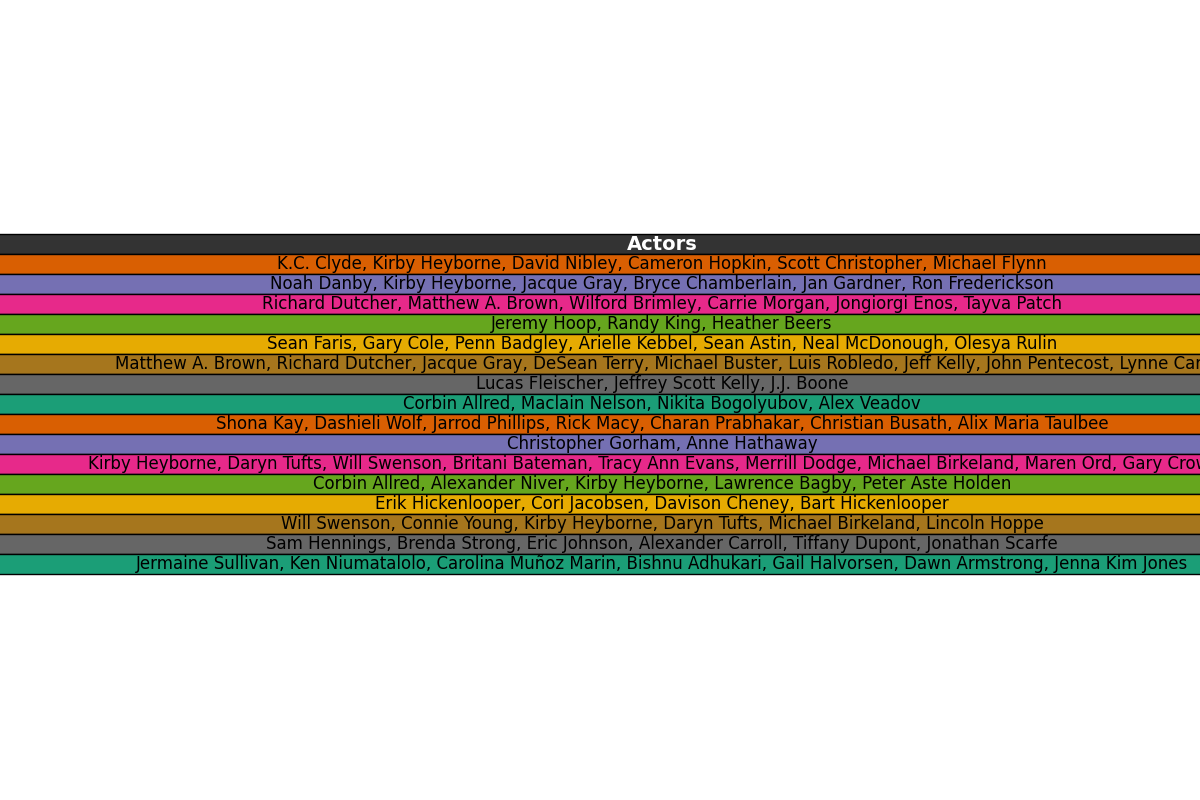 Actors
K.C. Clyde, Kirby Heyborne, David Nibley, Cameron Hopkin, Scott Christopher, Michael Flynn
Noah Danby, Kirby Heyborne, Jacque Gray, Bryce Chamberlain, Jan Gardner, Ron Frederickson
Richard Dutcher, Matthew A. Brown, Wilford Brimley, Carrie Morgan, Jongiorgi Enos, Tayva Patch
Jeremy Hoop, Randy King, Heather Beers
Sean Faris, Gary Cole, Penn Badgley, Arielle Kebbel, Sean Astin, Neal McDonough, Olesya Rulin
Matthew A. Brown, Richard Dutcher, Jacque Gray, DeSean Terry, Michael Buster, Luis Robledo, Jeff Kelly, John Pentecost, Lynne
Lucas Fleischer, Jeffrey Scott Kelly, J.J. Boone
Corbin Allred, Maclain Nelson, Nikita Bogolyubov, Alex Veadov
Shona Kay, Dashieli Wolf, Jarrod Phillips, Rick Macy, Charan Prabhakar, Christian Busath, Alix Maria Taulbee
Christopher Gorham, Anne Hathaway
Kirby Heyborne, Daryn Tufts, Will Swenson, Britani Bateman, Tracy Ann Evans, Merrill Dodge, Michael Birkeland, Maren Ord, Gary
Corbin Allred, Alexander Niver, Kirby Heyborne, Lawrence Bagby, Peter Aste Holden
Erik Hickenlooper, Cori Jacobsen, Davison Cheney, Bart Hickenlooper
Will Swenson, Connie Young, Kirby Heyborne, Daryn Tufts, Michael Birkeland, Lincoln Hoppe
Sam Hennings, Brenda Strong, Eric Johnson, Alexander Carroll, Tiffany Dupont, Jonathan Scarfe
Jermaine Sullivan, Ken Niumatalolo, Carolina Muñoz Marin, Bishnu Adhukari, Gail Halvorsen, Dawn Armstrong, Jenna Kim Jones